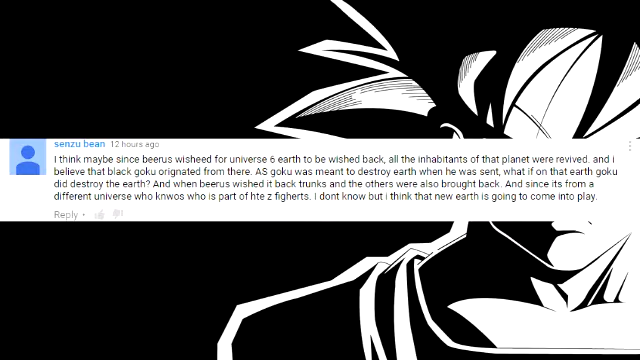 senzu bean 12 hours ago
I think maybe since beerus wisheed for universe 6 earth to be wished back, all the inhabitants of that planet were revived. and i
believe that black goku orignated from there. AS goku was meant to destroy earth when he was sent, what if on that earth goku
did destroy the earth? And when beerus wished it back trunks and the others were also brought back. And since its from a
different universe who knwos who is part of hte z figherts. I dont know but i think that new earth is going to come into play.
Reply •